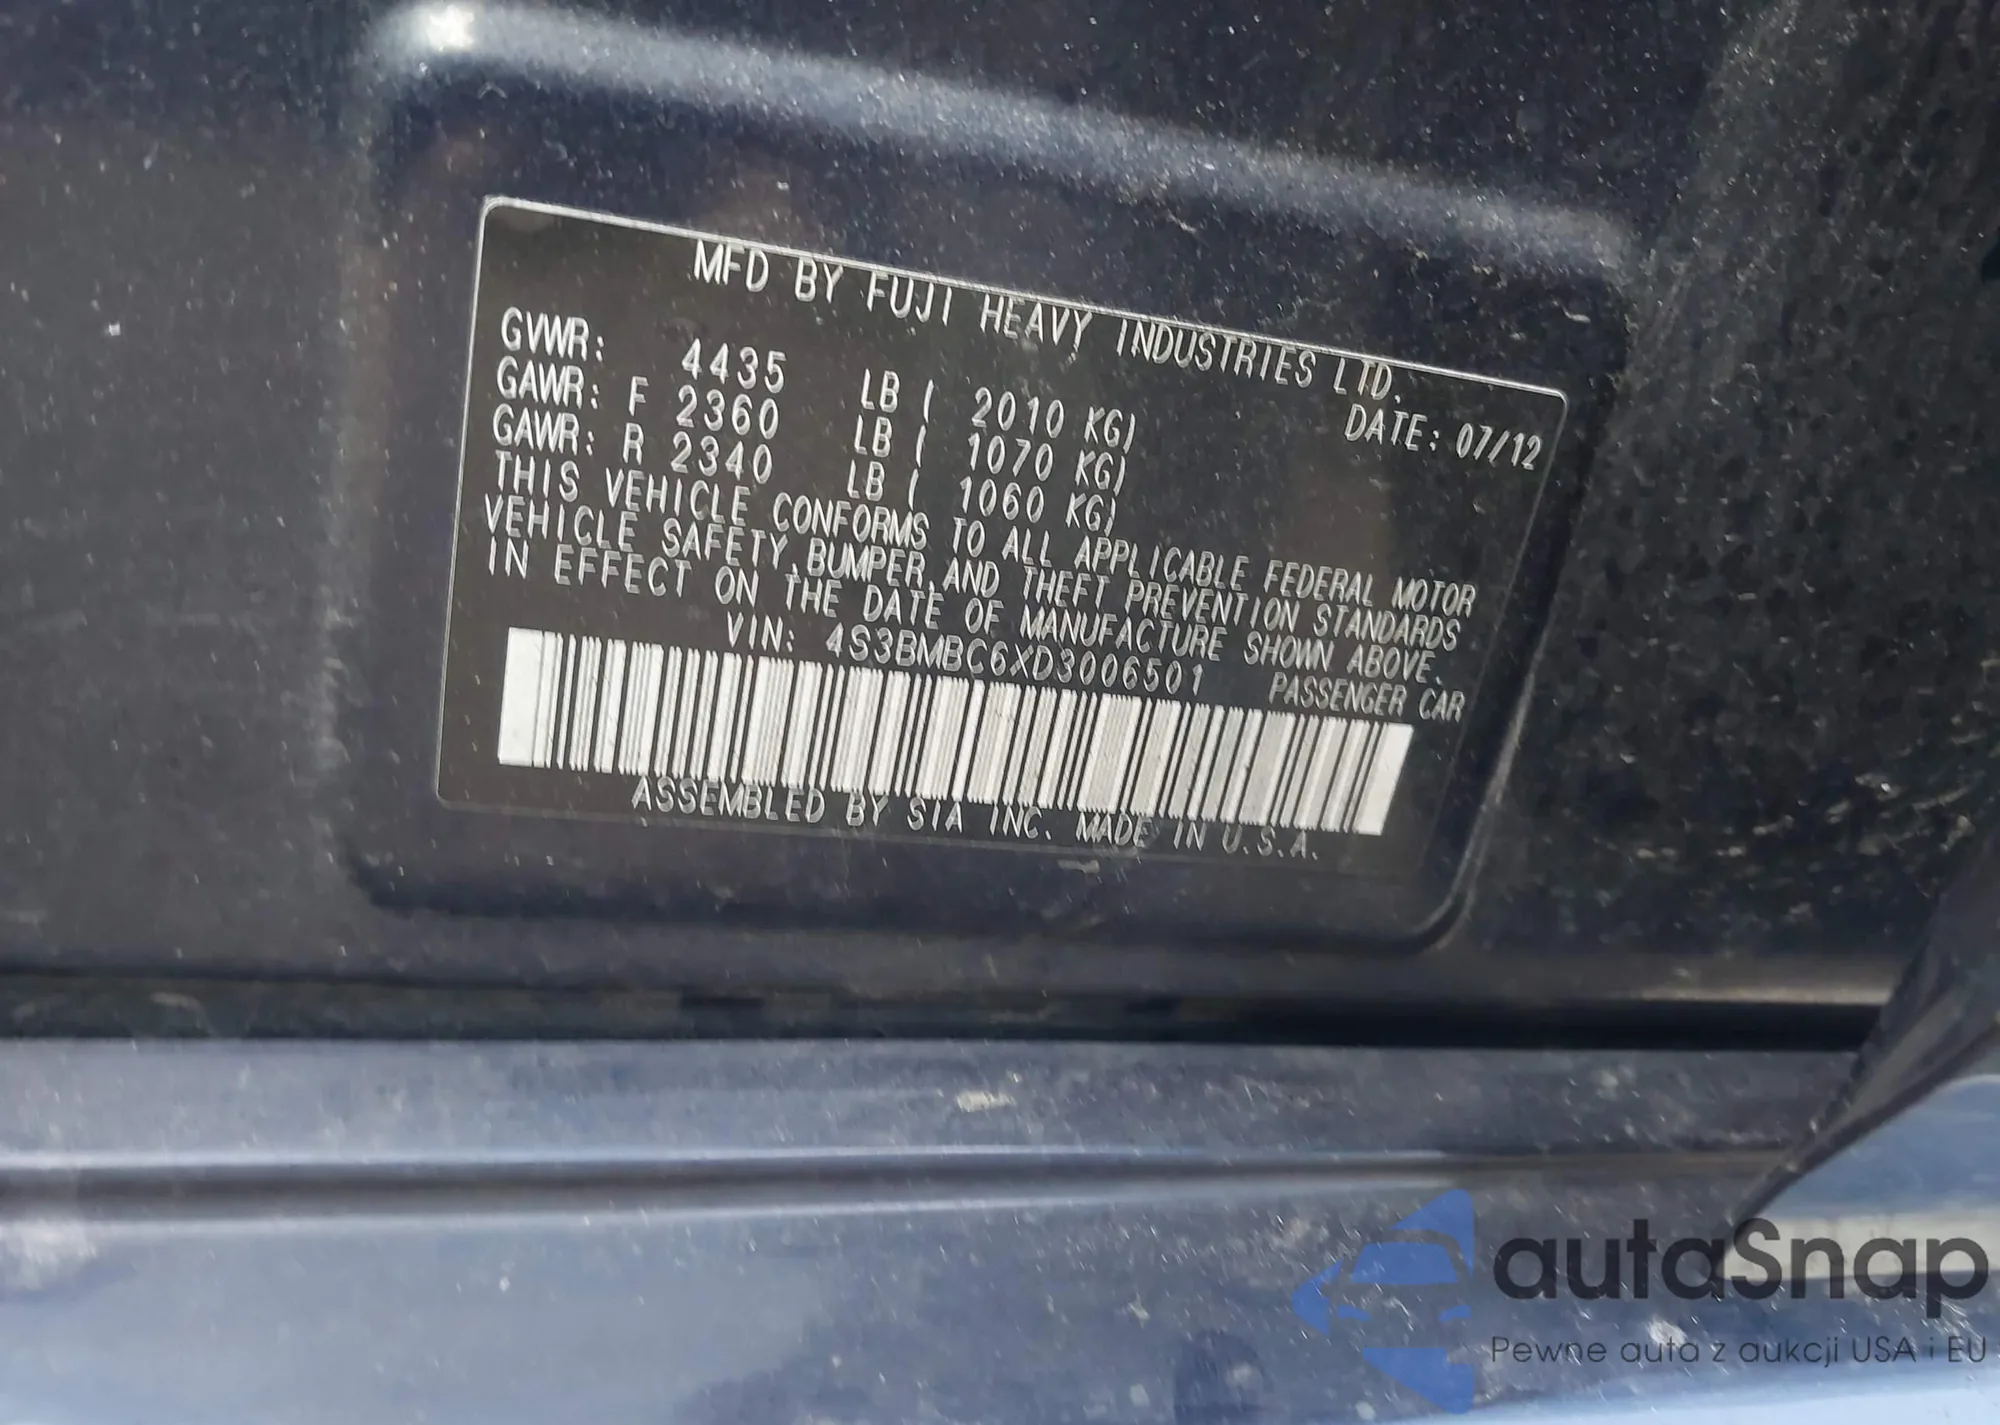 MFD BY FUJI HEAVY INDUSTRIES LTD.
DATE: 07/12
GVWR: 4435 LB ( 2010 KG)
GAWR: F 2360 LB ( 1070 KG)
GAWR: R 2340 LB ( 1060 KG)
THIS VEHICLE CONFORMS TO ALL APPLICABLE FEDERAL MOTOR
VEHICLE SAFETY, BUMPER, AND THEFT PREVENTION STANDARDS
IN EFFECT ON THE DATE OF MANUFACTURE SHOWN ABOVE.
VIN: 4S3BMBC6XD3006501 PASSENGER CAR
ASSEMBLED BY SIA INC. MADE IN U.S.A.
autaSnap
Pewne auta z aukcji USA i EU